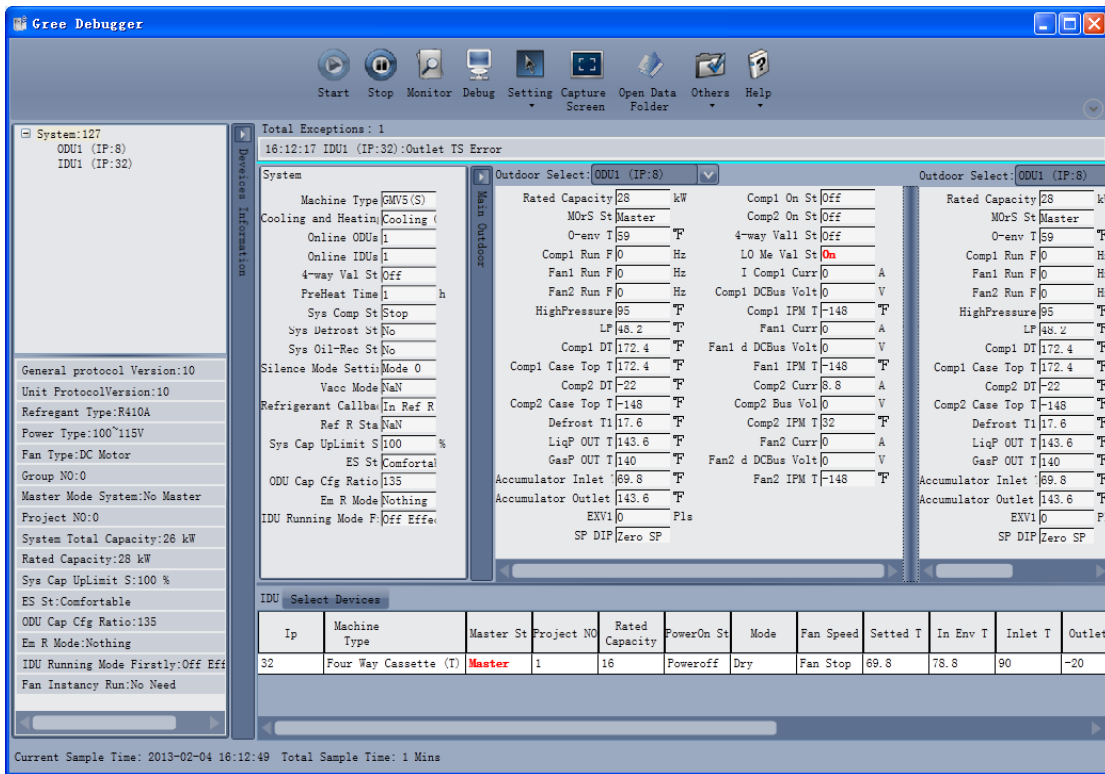 Gree Debugger
Start Stop Monitor Debug Setting Capture Screen Open Data Folder Others Help
System:127
ODU1 (IP:8)
IDU1 (IP:32)
Deveices Information
Total Exceptions: 1
16:12:17 IDU1 (IP:32):Outlet TS Error
System
Machine Type GMV5(S)
Cooling and Heating Cooling (
Online ODUs 1
Online IDUs 1
4-way Val St Off
PreHeat Time 1 h
Sys Comp St Stop
Sys Defrost St No
Sys Oil-Rec St No
Silence Mode Settin Mode 0
Vacc Mode NaN
Refrigerant Callba In Ref R
Ref R Sta NaN
Sys Cap UpLimit S 100 %
ES St Comfortal
ODU Cap Cfg Ratio 135
Em R Mode Nothing
IDU Running Mode F: Off Effe
Main Outdoor
Outdoor Select: ODU1 (IP:8)
Rated Capacity 28 kW
MOrS St Master
O-env T 59 ℉
Comp1 Run F 0 Hz
Fan1 Run F 0 Hz
Fan2 Run F 0 Hz
HighPressure 95 ℉
LP 48.2 ℉
Comp1 DT 172.4 ℉
Comp1 Case Top T 172.4 ℉
Comp2 DT -22 ℉
Comp2 Case Top T -148 ℉
Defrost T1 17.6 ℉
LiqP OUT T 143.6 ℉
GasP OUT T 140 ℉
Accumulator Inlet 69.8 ℉
Accumulator Outlet 143.6 ℉
EXV1 0 Pls
SP DIP Zero SP
Comp1 On St Off
Comp2 On St Off
4-way Val1 St Off
LO Me Val St On
I Comp1 Curr 0 A
Comp1 DCBus Volt 0 V
Comp1 IPM T -148 ℉
Fan1 Curr 0 A
Fan1 d DCBus Volt 0 V
Fan1 IPM T -148 ℉
Comp2 Curr 8.8 A
Comp2 Bus Vol 0 V
Comp2 IPM T 32 ℉
Fan2 Curr 0 A
Fan2 d DCBus Volt 0 V
Fan2 IPM T -148 ℉
Outdoor Select: ODU1 (IP:8)
Rated Capacity 28 k
MOrS St Master
O-env T 59
Comp1 Run F 0 H
Fan1 Run F 0 H
Fan2 Run F 0 H
HighPressure 95
LP 48.2
Comp1 DT 172.4
Comp1 Case Top T 172.4
Comp2 DT -22
Comp2 Case Top T -148
Defrost T1 17.6
LiqP OUT T 143.6
GasP OUT T 140
Accumulator Inlet 69.8
Accumulator Outlet 143.6
EXV1 0 P
SP DIP Zero SP
General protocol Version:10
Unit ProtocolVersion:10
Refregant Type:R410A
Power Type:100~115V
Fan Type:DC Motor
Group NO:0
Master Mode System:No Master
Project NO:0
System Total Capacity:26 kW
Rated Capacity:28 kW
Sys Cap UpLimit S:100 %
ES St:Comfortable
ODU Cap Cfg Ratio:135
Em R Mode:Nothing
IDU Running Mode Firstly:Off Eff
Fan Instancy Run:No Need
IDU Select Devices
Ip Machine Type Master St Project NO Rated Capacity PowerOn St Mode Fan Speed Setted T In Env T Inlet T Outlet
32 Four Way Cassette (T) Master 1 16 Poweroff Dry Fan Stop 69.8 78.8 90 -20
Current Sample Time: 2013-02-04 16:12:49 Total Sample Time: 1 Mins